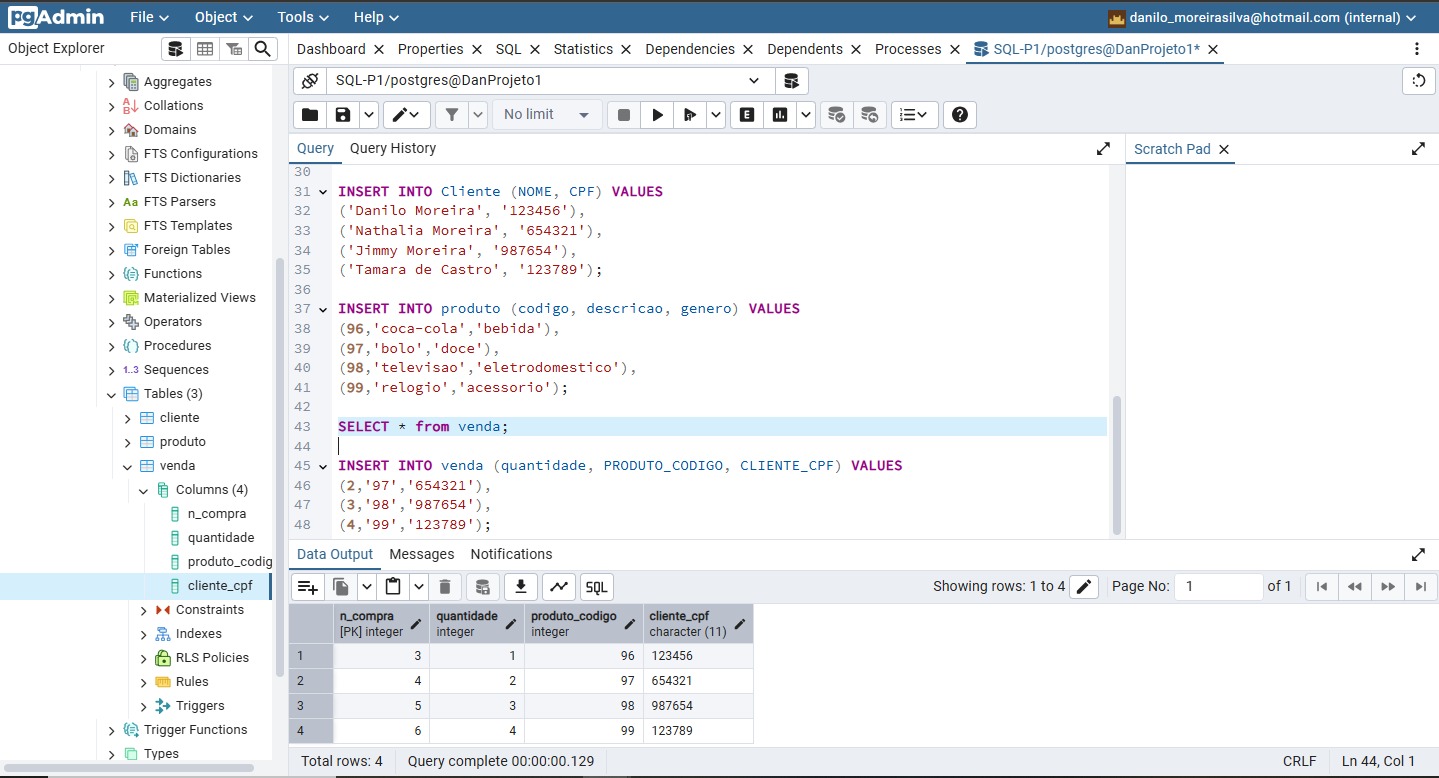 pgAdmin File Object Tools Help danilo_moreirasilva@hotmail.com (internal)
Object Explorer
Dashboard Properties SQL Statistics Dependencies Dependents Processes SQL-P1/postgres@DanProjeto1*
SQL-P1/postgres@DanProjeto1
No limit E
Query Query History
Scratch Pad
Aggregates
Collations
Domains
FTS Configurations
FTS Dictionaries
Aa FTS Parsers
FTS Templates
Foreign Tables
Functions
Materialized Views
Operators
Procedures
1..3 Sequences
Tables (3)
cliente
produto
venda
Columns (4)
n_compra
quantidade
produto_codig
cliente_cpf
Constraints
Indexes
RLS Policies
Rules
Triggers
Trigger Functions
Types
30
31 INSERT INTO Cliente (NOME, CPF) VALUES
32 ('Danilo Moreira', '123456'),
33 ('Nathalia Moreira', '654321'),
34 ('Jimmy Moreira', '987654'),
35 ('Tamara de Castro', '123789');
36
37 INSERT INTO produto (codigo, descricao, genero) VALUES
38 (96,'coca-cola','bebida'),
39 (97,'bolo','doce'),
40 (98,'televisao','eletrodomestico'),
41 (99,'relogio','acessorio');
42
43 SELECT * from venda;
44
45 INSERT INTO venda (quantidade, PRODUTO_CODIGO, CLIENTE_CPF) VALUES
46 (2,'97','654321'),
47 (3,'98','987654'),
48 (4,'99','123789');
Data Output Messages Notifications
SQL Showing rows: 1 to 4 Page No: 1 of 1
n_compra quantidade produto_codigo cliente_cpf
[PK] integer integer integer character (11)
1 3 1 96 123456
2 4 2 97 654321
3 5 3 98 987654
4 6 4 99 123789
Total rows: 4 Query complete 00:00:00.129 CRLF Ln 44, Col 1